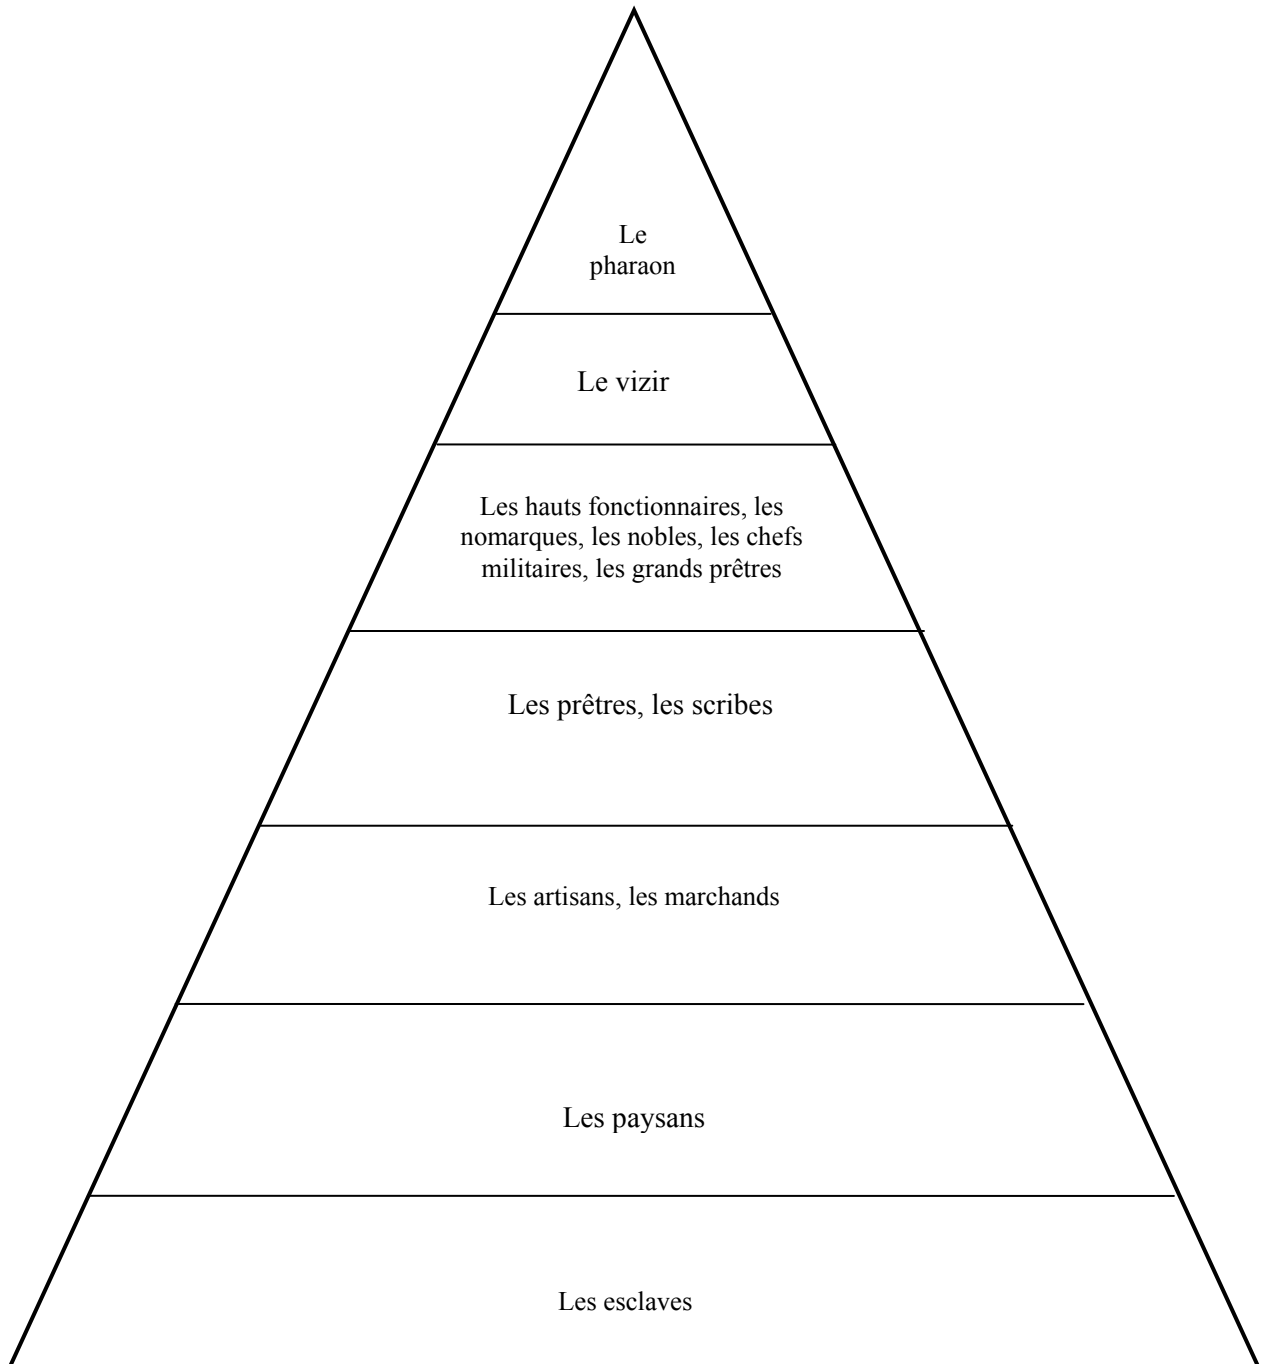 Le
pharaon
Le vizir
Les hauts fonctionnaires, les
nomarques, les nobles, les chefs
militaires, les grands prêtres
Les prêtres, les scribes
Les artisans, les marchands
Les paysans
Les esclaves